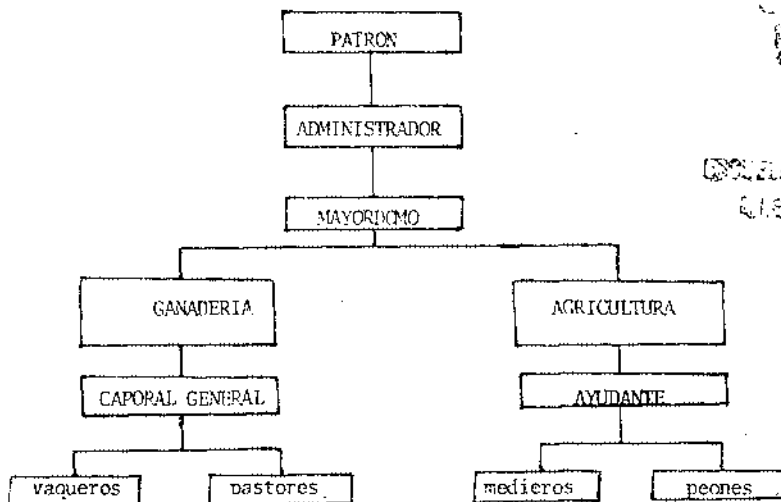 PATRON
ADMINISTRADOR
MAYORDOMO
GANADERIA
AGRICULTURA
CAPORAL GENERAL
AYUDANTE
vaqueros
pastores
medieros
peones